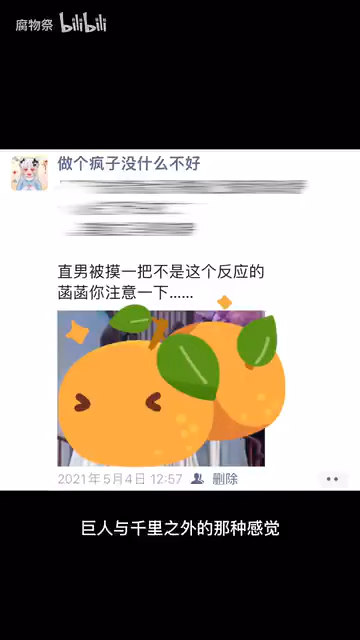 腐物祭 bilibili
做个疯子没什么不好
直男被摸一把不是这个反应的
菡菡你注意一下......
2021年5月4日 12:57 删除
巨人与千里之外的那种感觉